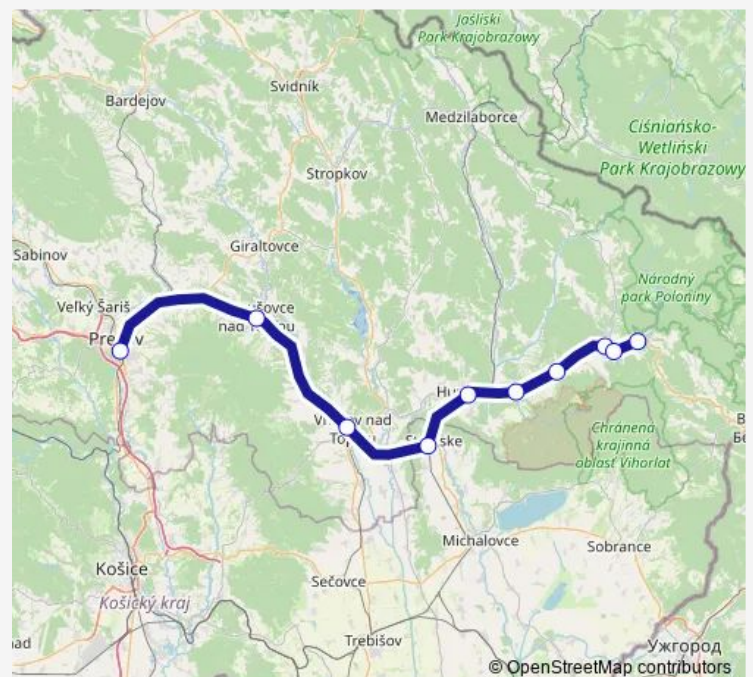 Jaśliski
Park Krajobrazowy
Svidník
Bardejov
Medzilaborce
Ciśniańsko-
Wetliński
Park Krajobrazowy
Stropkov
Giraltovce
Sabinov
Národný
park Poloniny
Veľký Šariš
Chránená
krajinná
oblasť Vihorlat
Michalovce
Sobrance
Košice
Sečovce
Košický kraj
Trebišov
Ужгород
© OpenStreetMap contributors